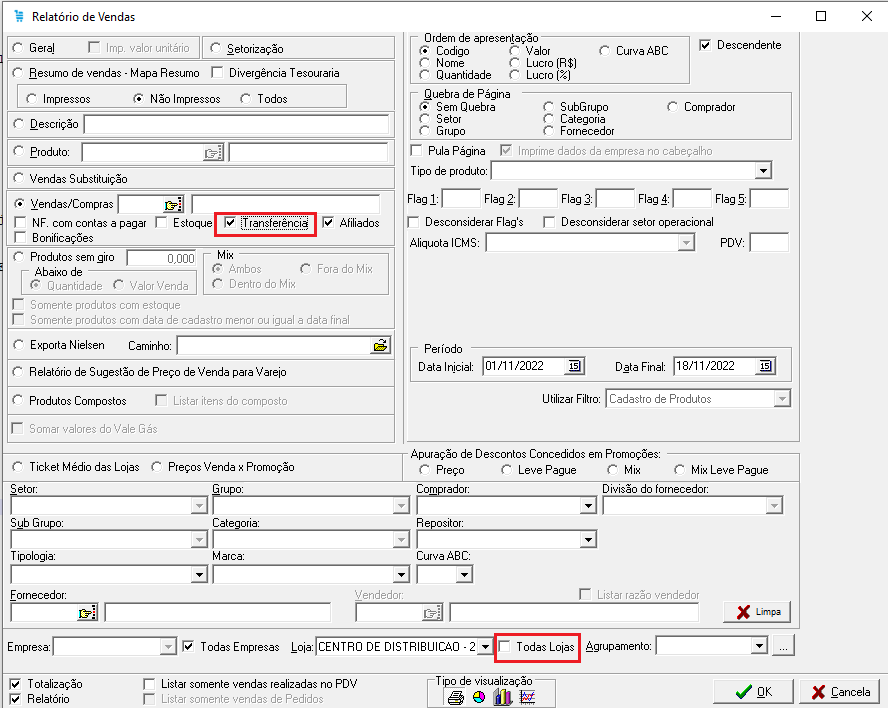 Relatório de Vendas
Geral Imp. valor unitário Setorização
Resumo de vendas - Mapa Resumo Divergência Tesouraria
Impressos Não Impressos Todos
Descrição
Produto:
Vendas Substituição
Vendas/Compras
NF. com contas a pagar Estoque Transferência Afiliados
Bonificações
Produtos sem giro 0,000
Abaixo de
Quantidade Valor Venda
Mix
Ambos Fora do Mix
Dentro do Mix
Somente produtos com estoque
Somente produtos com data de cadastro menor ou igual a data final
Exporta Nielsen Caminho:
Relatório de Sugestão de Preço de Venda para Varejo
Produtos Compostos Listar itens do composto
Somar valores do Vale Gás
Ordem de apresentação
Codigo Valor Curva ABC
Nome Lucro (R$)
Quantidade Lucro (%)
Descendente
Quebra de Página
Sem Quebra SubGrupo Comprador
Setor Categoria
Grupo Fornecedor
Pula Página Imprime dados da empresa no cabeçalho
Tipo de produto:
Flag 1: Flag 2: Flag 3: Flag 4: Flag 5:
Desconsiderar Flag's Desconsiderar setor operacional
Aliquota ICMS: PDV:
Período
Data Inicial: 01/11/2022 15 Data Final: 18/11/2022 15
Utilizar Filtro: Cadastro de Produtos
Ticket Médio das Lojas Preços Venda x Promoção
Apuração de Descontos Concedidos em Promoções:
Preço Leve Pague Mix Mix Leve Pague
Setor: Grupo: Comprador: Divisão do fornecedor:
Sub Grupo: Categoria: Repositor:
Tipologia: Marca: Curva ABC:
Fornecedor: Vendedor: Listar razão vendedor
Limpa
Empresa: Todas Empresas Loja: CENTRO DE DISTRIBUICAO - 2 Todas Lojas Agrupamento: ...
Totalização Listar somente vendas realizadas no PDV
Relatório Listar somente vendas de Pedidos
Tipo de visualização
OK Cancela